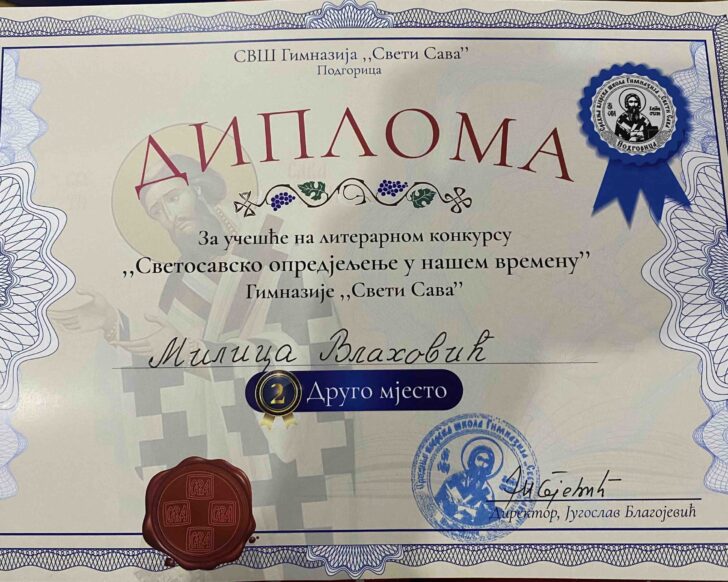 СВШ Гимназија ,,Свети Сава”
Подгорица
ДИПЛОМА
За учешће на литерарном конкурсу
,,Светосавско опредјељење у нашем времену”
Гимназије ,,Свети Сава”
Милица Влаховић
2 Друго мјесто
Директор, Југослав Благојевић